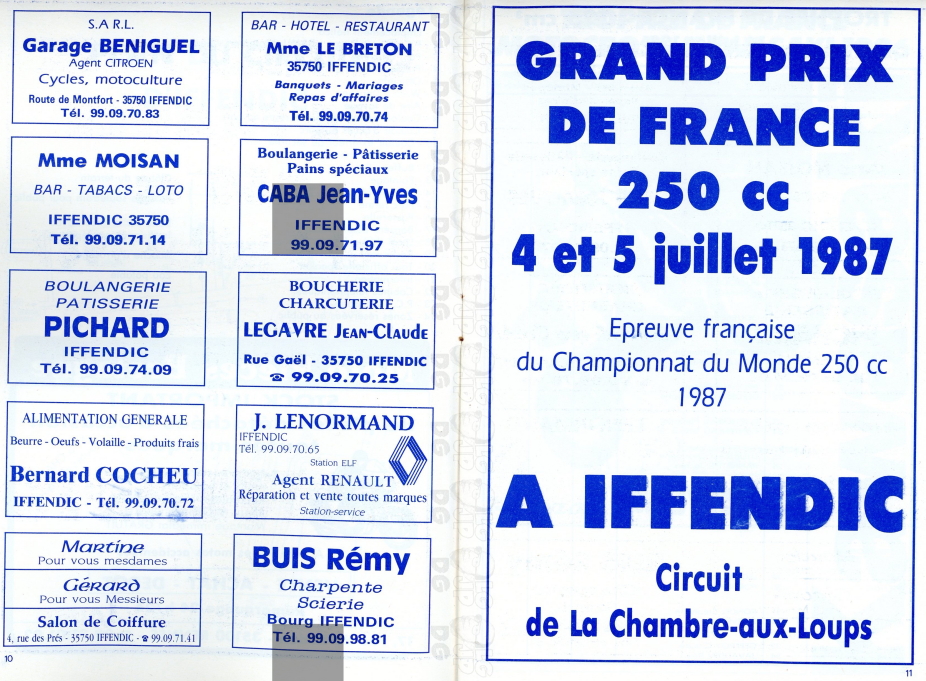 S.A R L.
Garage BENIGUEL
Agent CITROEN
Cycles, motoculture
Route de Montfort - 35750 IFFENDIC
Tél. 99.09.70.83
BAR - HOTEL - RESTAURANT
Mme LE BRETON
35750 IFFENDIC
Banquets - Mariages
Repas d'affaires
Tél. 99.09.70.74
Mme MOISAN
BAR - TABACS - LOTO
IFFENDIC 35750
Tél. 99.09.71.14
Boulangerie - Pâtisserie
Pains spéciaux
CABA Jean-Yves
IFFENDIC
99.09.71.97
BOULANGERIE
PATISSERIE
PICHARD
IFFENDIC
Tél. 99.09.74.09
BOUCHERIE
CHARCUTERIE
LEGAVRE JEAN-CLAUDE
Rue Gaël - 35750 IFFENDIC
☎ 99.09.70.25
ALIMENTATION GENERALE
Beurre - Oeufs - Volaille - Produits frais
Bernard COCHEU
IFFENDIC - Tél. 99.09.70.72
J. LENORMAND
IFFENDIC
Tél. 99.09.70.65
Station ELF
Agent RENAULT
Réparation et vente toutes marques
Station-service
Martine
Pour vous mesdames
Gérard
Pour vous Messieurs
Salon de Coiffure
4, rue des Prés - 35750 IFFENDIC - ☎ 99.09.71.41
BUIS Rémy
Charpente
Scierie
Bourg IFFENDIC
Tél. 99.09.98.81
10
GRAND PRIX
DE FRANCE
250 cc
4 et 5 juillet 1987
Epreuve française
du Championnat du Monde 250 cc
1987
A IFFENDIC
Circuit
de La Chambre-aux-Loups
11